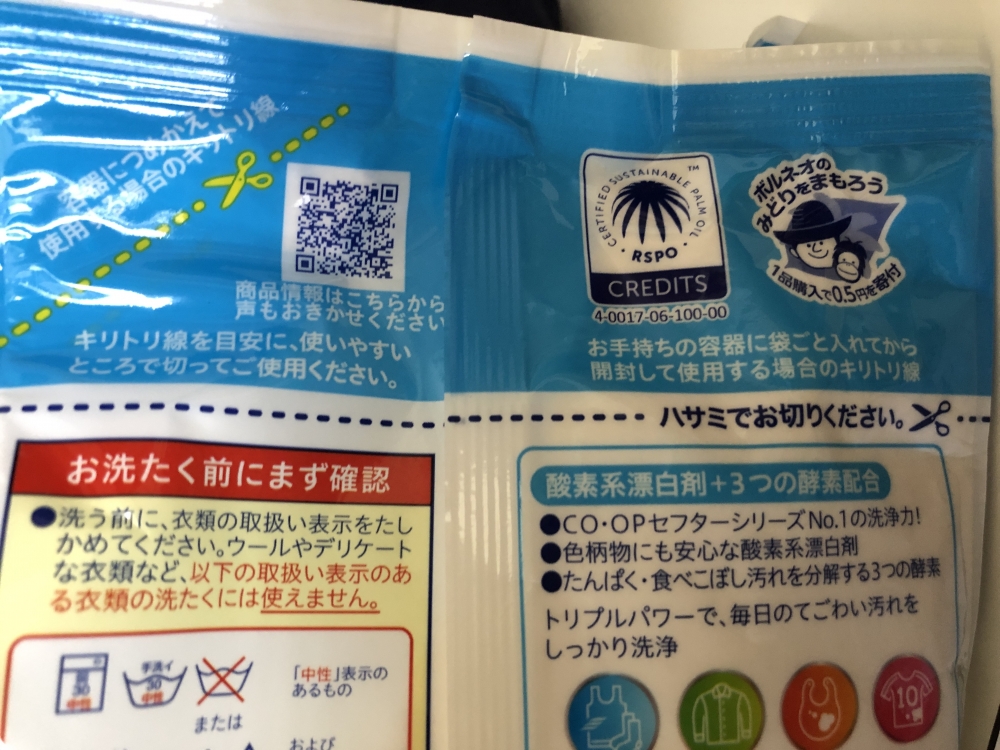 容器につめかえて
使用する場合のキリトリ線
商品情報はこちらから
声もおきかせください
キリトリ線を目安に、使いやすい
ところで切ってご使用ください。
CERTIFIED SUSTAINABLE PALM OIL
TM
RSPO
CREDITS
4-0017-06-100-00
ボルネオの
みどりをまもろう
1品購入で0.5円を寄付
お手持ちの容器に袋ごと入れてから
開封して使用する場合のキリトリ線
ハサミでお切りください。
お洗たく前にまず確認
●洗う前に、衣類の取扱い表示をたし
かめてください。ウールやデリケート
な衣類など、以下の取扱い表示のあ
る衣類の洗たくには使えません。
30
中性
手洗イ
30
中性
「中性」表示の
あるもの
または
および
酸素系漂白剤+3つの酵素配合
●CO・OPセフターシリーズNo.1の洗浄力!
●色柄物にも安心な酸素系漂白剤
●たんぱく・食べこぼし汚れを分解する3つの酵素
トリプルパワーで、毎日のてごわい汚れを
しっかり洗浄
10